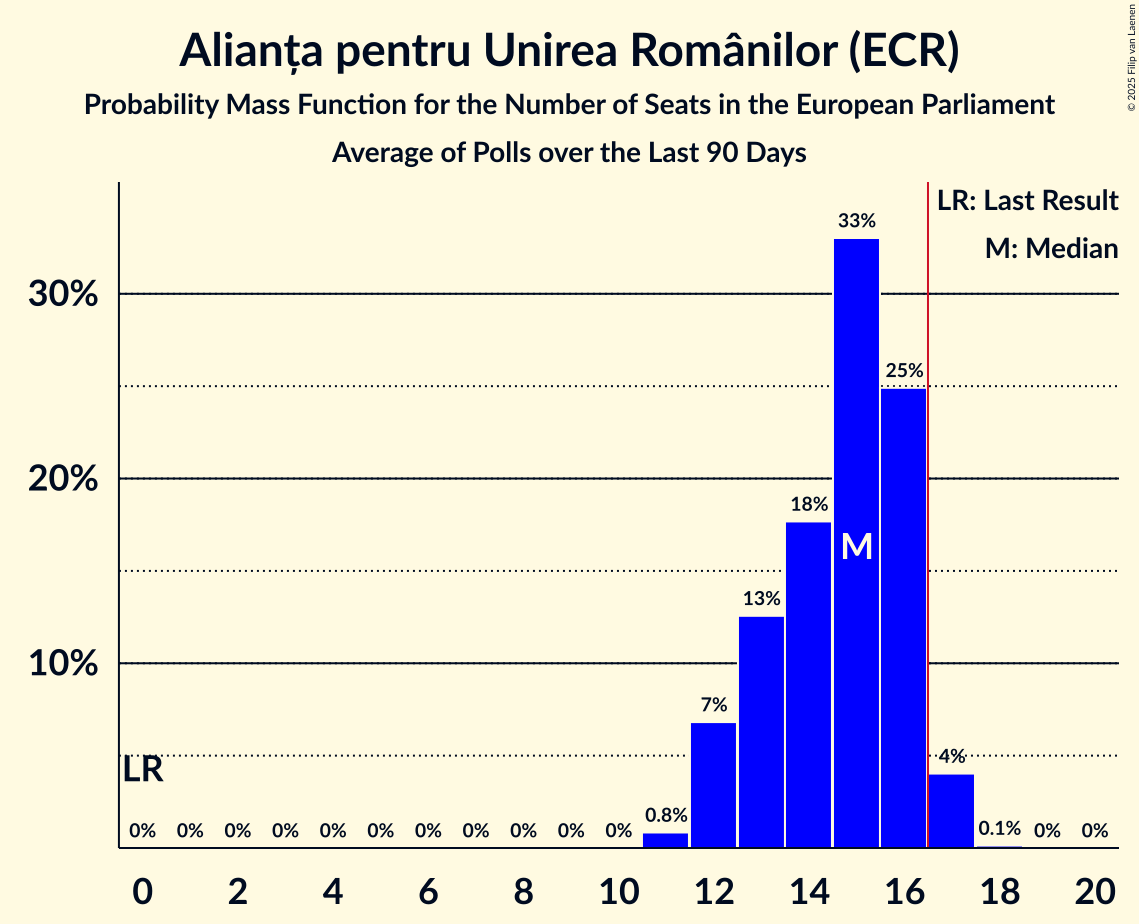 Alianța pentru Unirea Românilor (ECR)
Probability Mass Function for the Number of Seats in the European Parliament
Average of Polls over the Last 90 Days
© 2025 Filip van Laenen
LR: Last Result
M: Median
30%
20%
10%
LR
M
0% 0% 0% 0% 0% 0% 0% 0% 0% 0% 0% 0.8% 7% 13% 18% 33% 25% 4% 0.1% 0% 0%
0 2 4 6 8 10 12 14 16 18 20